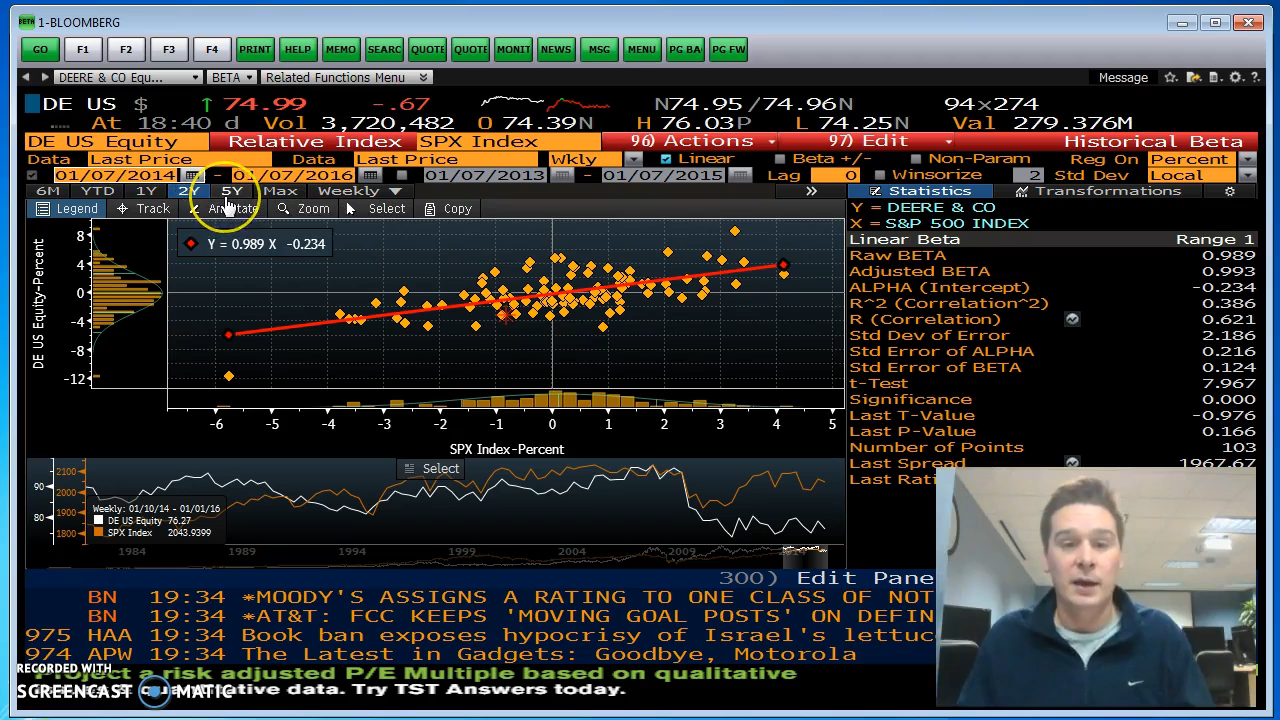 BETA 1-BLOOMBERG
GO F1 F2 F3 F4 PRINT HELP MEMO SEARC QUOTE QUOTE MONIT NEWS MSG MENU PG BA PG FW
DEERE & CO Equ... BETA Related Functions Menu Message
DE US $ ↑ 74.99 -.67 N74.95/74.96N 94x274
At 18:40 d Vol 3,720,482 O 74.39N H 76.03P L 74.25N Val 279.376M
DE US Equity Relative Index SPX Index 96) Actions 97) Edit Historical Beta
Data Last Price Data Last Price Wkly Linear Beta +/- Non-Param Reg On Percent
01/07/2014 - 01/07/2016 01/07/2013 - 01/07/2015 Lag 0 Winsorize 2 Std Dev Local
6M YTD 1Y 2Y 5Y Max Weekly » Statistics Transformations
Legend Track Annotate Zoom Select Copy
Y = DEERE & CO
X = S&P 500 INDEX
Linear Beta Range 1
Raw BETA 0.989
Adjusted BETA 0.993
ALPHA (Intercept) -0.234
R^2 (Correlation^2) 0.386
R (Correlation) 0.621
Std Dev of Error 2.186
Std Error of ALPHA 0.216
Std Error of BETA 0.124
t-Test 7.967
Significance 0.000
Last T-Value -0.976
Last P-Value 0.166
Number of Points 103
Last Spread 1967.67
Last Rati
Y = 0.989 X -0.234
DE US Equity-Percent
8
4
0
-4
-8
-12
-6 -5 -4 -3 -2 -1 0 1 2 3 4 5
SPX Index-Percent
Select
90
80
2100
2000
1900
1800
Weekly: 01/10/14 - 01/01/16
DE US Equity 76.27
SPX Index 2043.9399
1984 1989 1994 1999 2004 2009
300) Edit Pane
BN 19:34 *MOODY'S ASSIGNS A RATING TO ONE CLASS OF NOT
BN 19:34 *AT&T: FCC KEEPS 'MOVING GOAL POSTS' ON DEFIN
975 HAA 19:34 Book ban exposes hypocrisy of Israel's lettuc
974 APW 19:34 The Latest in Gadgets: Goodbye, Motorola
Project a risk adjusted P/E Multiple based on qualitative
quantitative data. Try TST Answers today.
RECORDED WITH
SCREENCAST MATIC